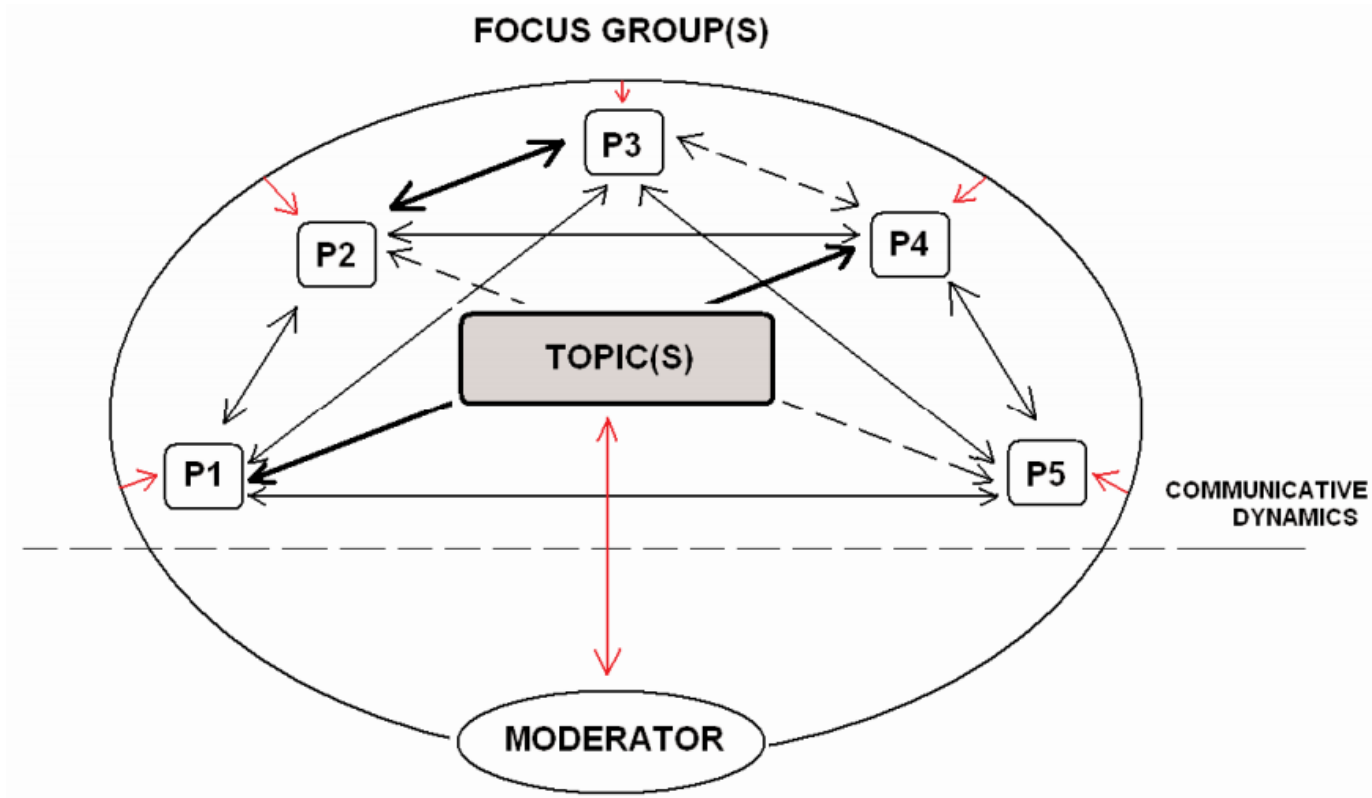 FOCUS GROUP(S)
P3
P2
P4
TOPIC(S)
P1
P5
COMMUNICATIVE
DYNAMICS
MODERATOR